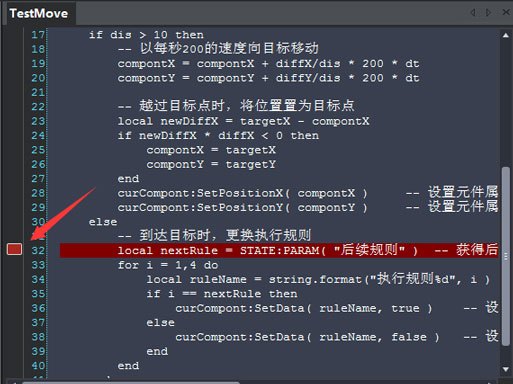 TestMove
17 if dis > 10 then
18 -- 以每秒200的速度向目标移动
19 compontX = compontX + diffX/dis * 200 * dt
20 compontY = compontY + diffY/dis * 200 * dt
21
22 -- 越过目标点时，将位置置为目标点
23 local newDiffX = targetX - compontX
24 if newDiffX * diffX < 0 then
25 compontX = targetX
26 compontY = targetY
27 end
28 curCompont:SetPositionX( compontX ) -- 设置元件属
29 curCompont:SetPositionY( compontY ) -- 设置元件属
30 else
-- 到达目标时，更换执行规则
32 local nextRule = STATE:PARAM( "后续规则" ) -- 获得后
33 for i = 1,4 do
34 local ruleName = string.format("执行规则%d", i )
35 if i == nextRule then
36 curCompont:SetData( ruleName, true ) -- 设
37 else
38 curCompont:SetData( ruleName, false ) -- 设
39 end
40 end